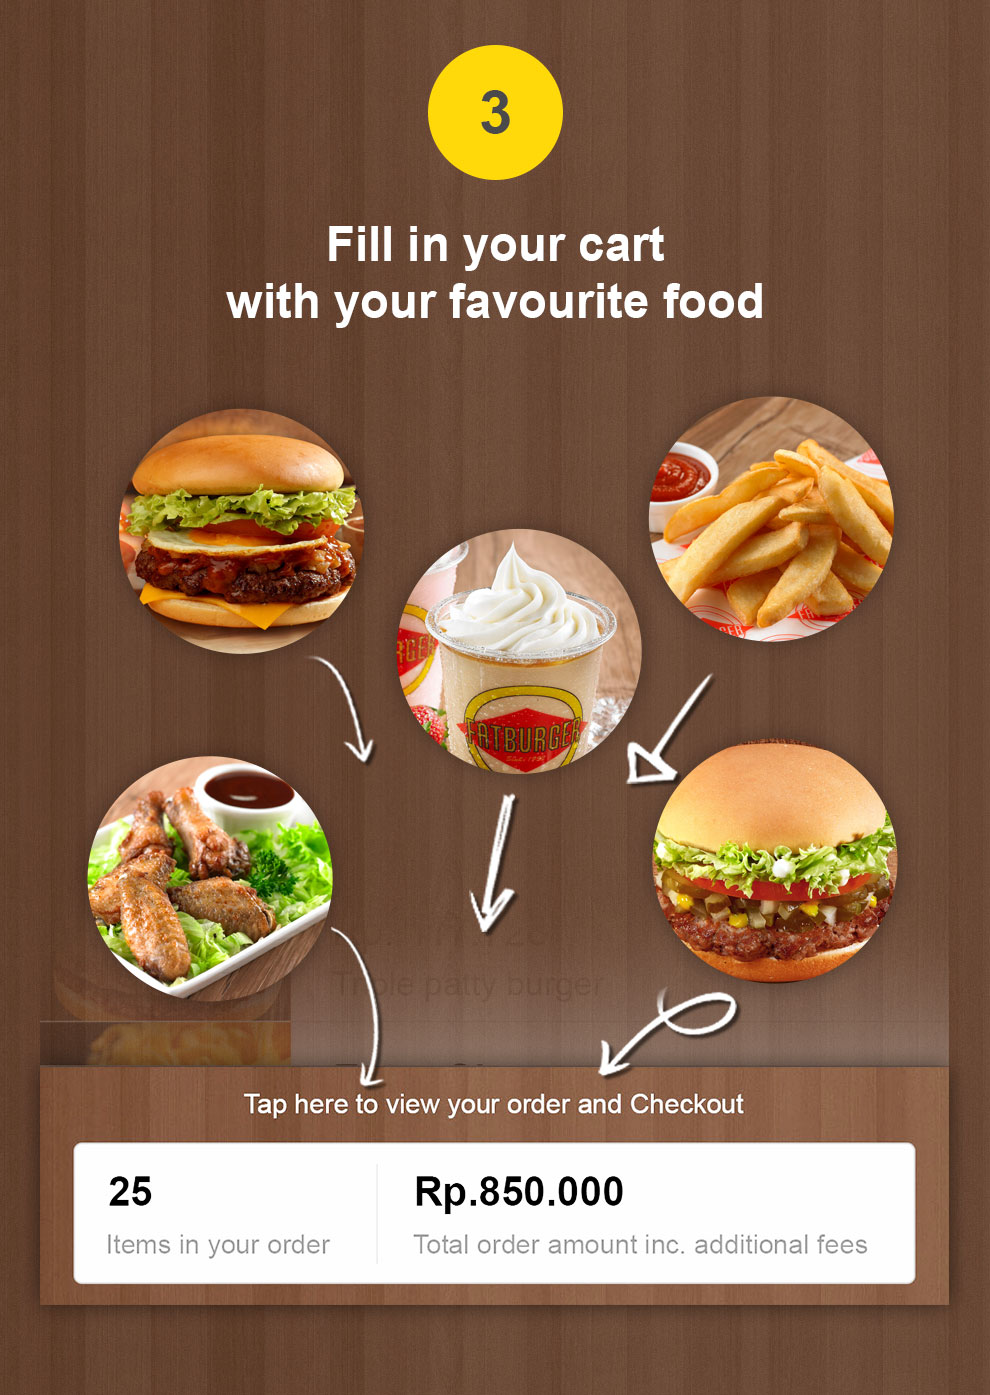 3
Fill in your cart
with your favourite food
FATBURGER
Triple patty burger
Tap here to view your order and Checkout
25
Rp.850.000
Items in your order
Total order amount inc. additional fees